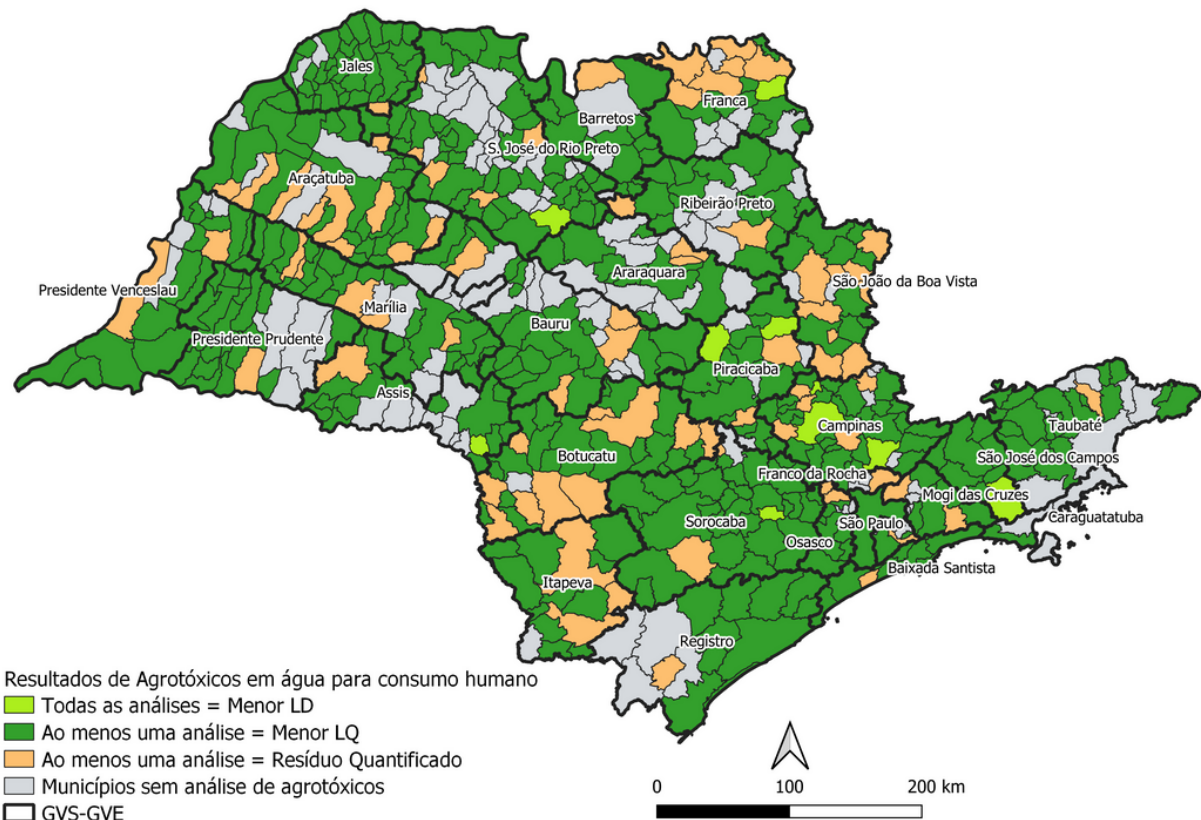 Jales
Franca
Barretos
S. José do Rio Preto
Araçatuba
Ribeirão Preto
Araraquara
São João da Boa Vista
Presidente Venceslau
Marília
Bauru
Presidente Prudente
Piracicaba
Assis
Campinas
Taubaté
Botucatu
São José dos Campos
Franco da Rocha
Mogi das Cruzes
Sorocaba
São Paulo
Caraguatatuba
Osasco
Baixada Santista
Itapeva
Registro
Resultados de Agrotóxicos em água para consumo humano
Todas as análises = Menor LD
Ao menos uma análise = Menor LQ
Ao menos uma análise = Resíduo Quantificado
Municípios sem análise de agrotóxicos
GVS-GVE
0 100 200 km